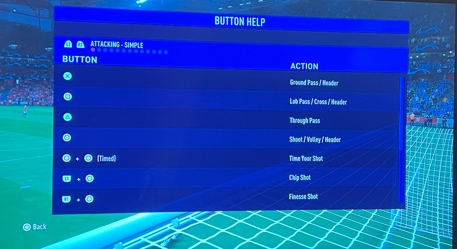 BUTTON HELP
ATTACKING - SIMPLE
BUTTON ACTION
Ground Pass / Header
Lob Pass / Cross / Header
Through Pass
Shoot / Volley / Header
+ (Timed) Time Your Shot
+ Chip Shot
+ Finesse Shot
Back